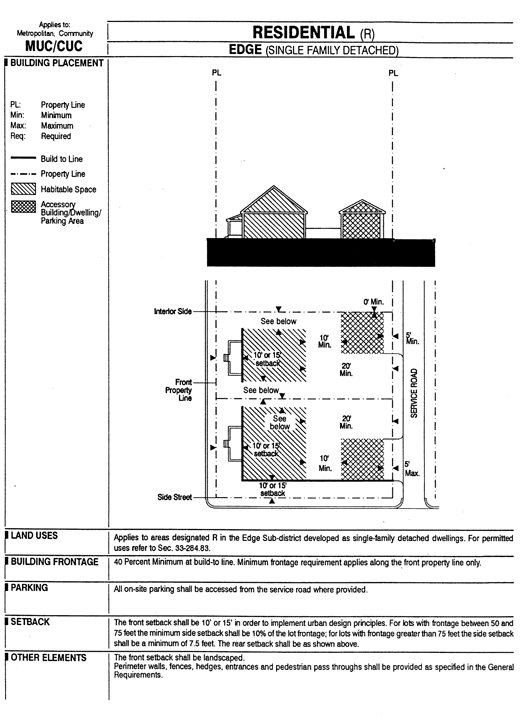 Applies to:
Metropolitan, Community
MUC/CUC
RESIDENTIAL (R)
EDGE (SINGLE FAMILY DETACHED)
BUILDING PLACEMENT
PL: Property Line
Min: Minimum
Max: Maximum
Req: Required
Build to Line
Property Line
Habitable Space
Accessory
Building/Dwelling/
Parking Area
PL
PL
Interior Side
0' Min.
See below
10'
Min.
5'
Min.
10' or 15'
setback
20'
Min.
Front
Property
Line
See below
SERVICE ROAD
See
below
20'
Min.
10' or 15'
setback
10'
Min.
5'
Max.
10' or 15'
setback
Side Street
LAND USES
Applies to areas designated R in the Edge Sub-district developed as single-family detached dwellings. For permitted
uses refer to Sec. 33-284.83.
BUILDING FRONTAGE
40 Percent Minimum at build-to line. Minimum frontage requirement applies along the front property line only.
PARKING
All on-site parking shall be accessed from the service road where provided.
SETBACK
The front setback shall be 10' or 15' in order to implement urban design principles. For lots with frontage between 50 and
75 feet the minimum side setback shall be 10% of the lot frontage; for lots with frontage greater than 75 feet the side setback
shall be a minimum of 7.5 feet. The rear setback shall be as shown above.
OTHER ELEMENTS
The front setback shall be landscaped.
Perimeter walls, fences, hedges, entrances and pedestrian pass throughs shall be provided as specified in the General
Requirements.